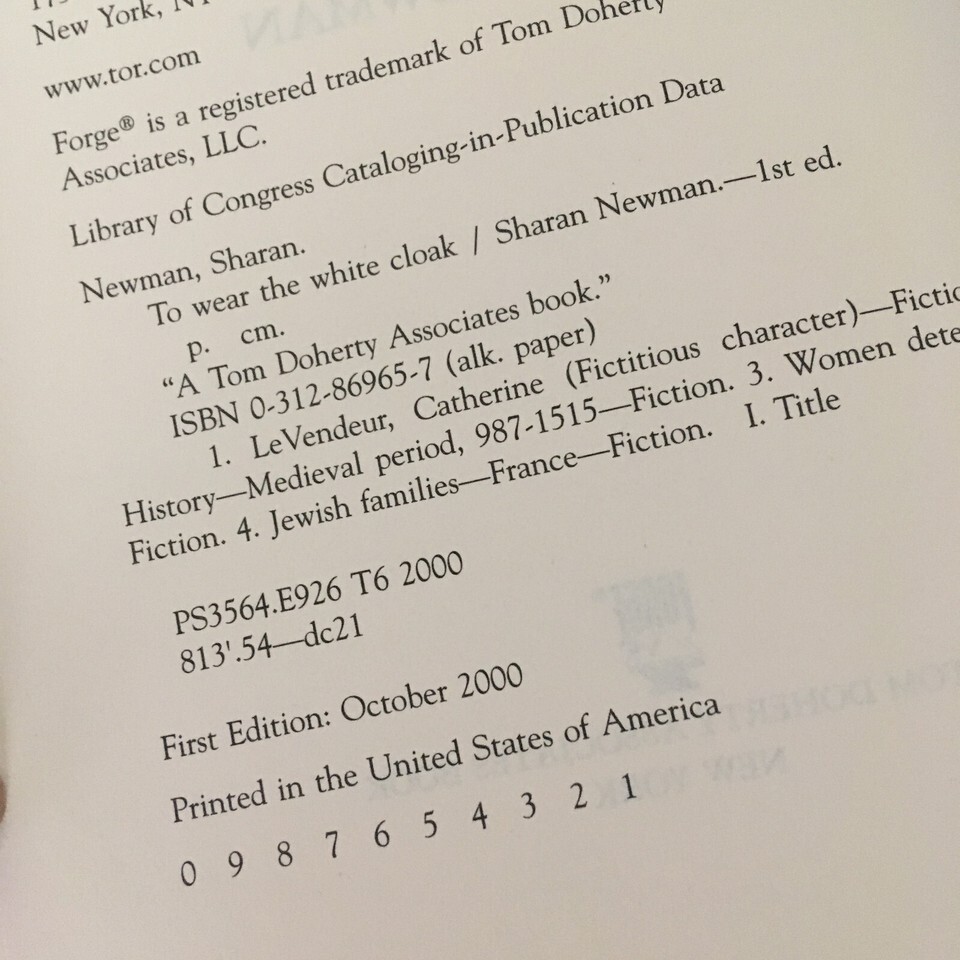 New York,
www.tor.com
Forge® is a registered trademark of Tom Doherty
Associates, LLC.
Library of Congress Cataloging-in-Publication Data
Newman, Sharan.
To wear the white cloak / Sharan Newman.—1st ed.
p. cm.
“A Tom Doherty Associates book.”
ISBN 0-312-86965-7 (alk. paper)
1. LeVendeur, Catherine (Fictitious character)—Fictio
History—Medieval period, 987-1515—Fiction. 3. Women dete
Fiction. 4. Jewish families—France—Fiction. I. Title
PS3564.E926 T6 2000
813'.54—dc21
First Edition: October 2000
Printed in the United States of America
0 9 8 7 6 5 4 3 2 1